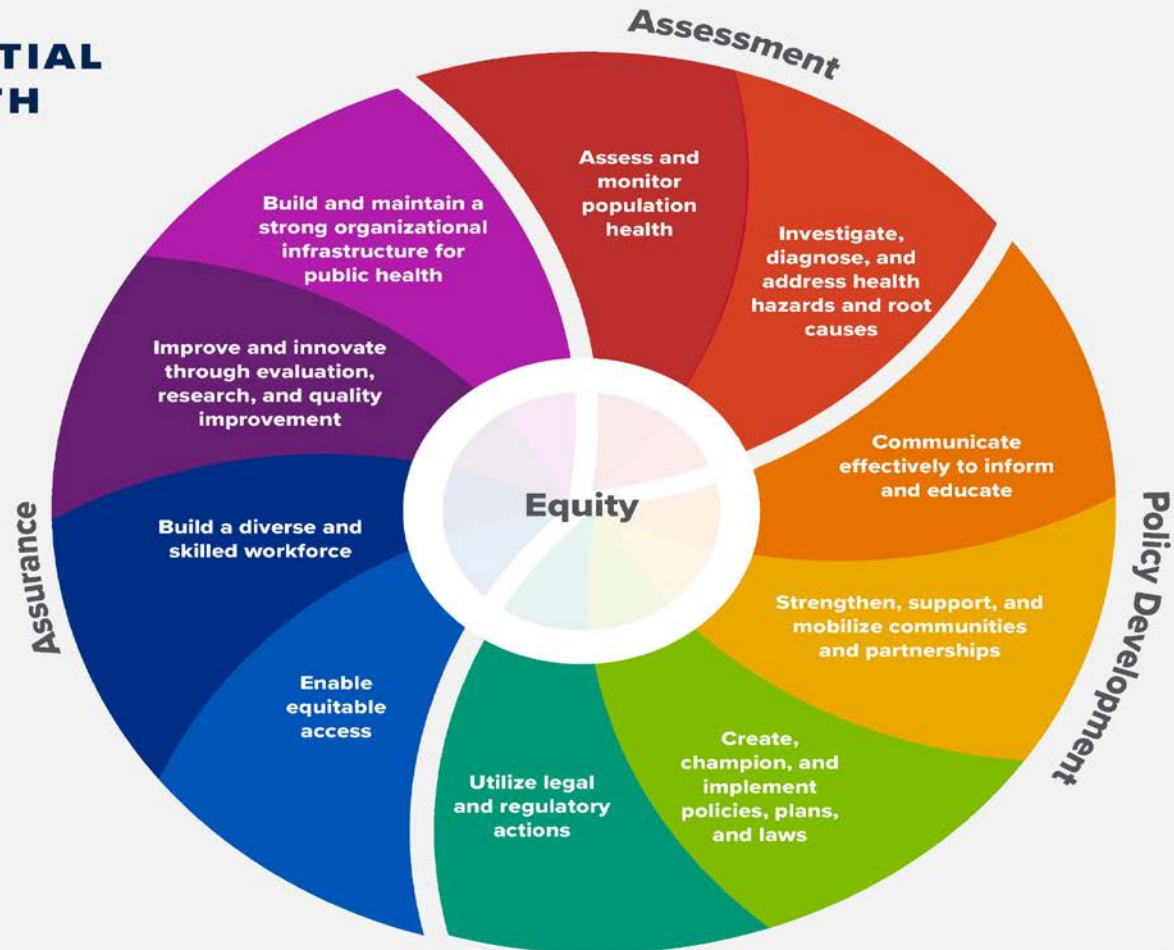 TIAL
TH
Assessment
Assess and
monitor
population
health
Investigate,
diagnose, and
address health
hazards and root
causes
Communicate
effectively to inform
and educate
Strengthen, support, and
mobilize communities
and partnerships
Policy Development
Create,
champion, and
implement
policies, plans,
and laws
Utilize legal
and regulatory
actions
Enable
equitable
access
Build a diverse and
skilled workforce
Assurance
Improve and innovate
through evaluation,
research, and quality
improvement
Build and maintain a
strong organizational
infrastructure for
public health
Equity